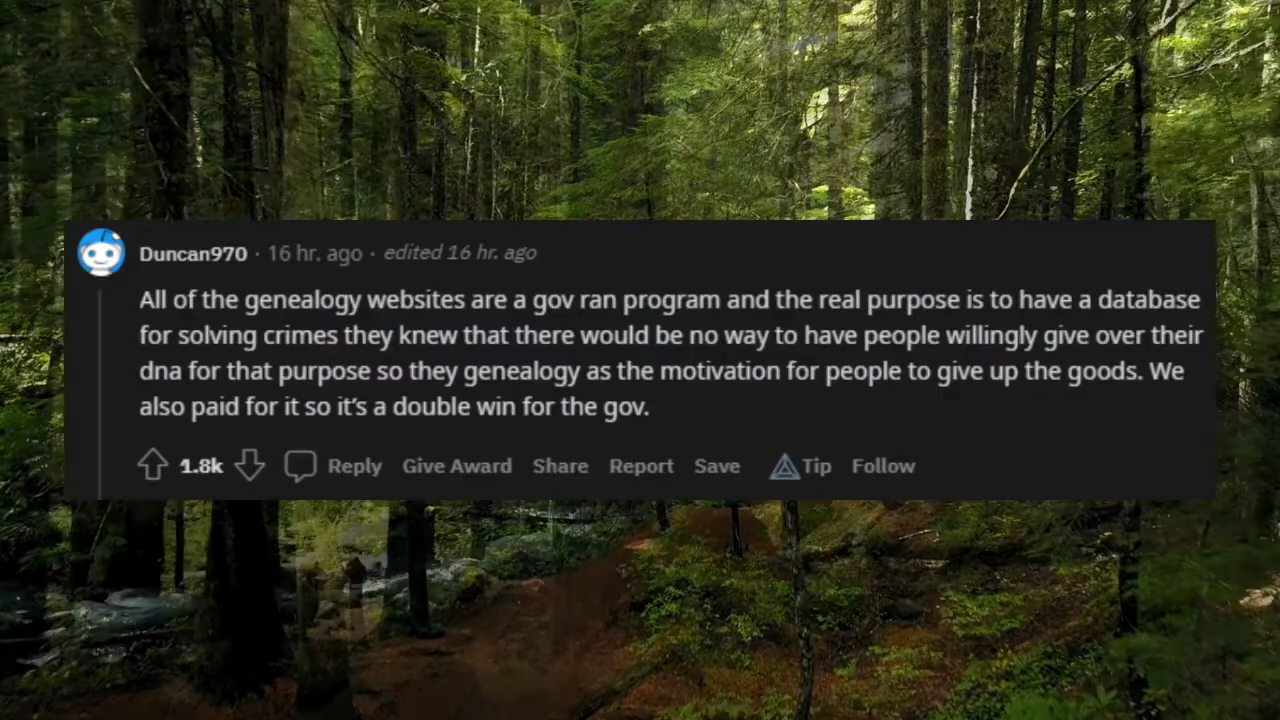 Duncan970 · 16 hr. ago · edited 16 hr. ago
All of the genealogy websites are a gov ran program and the real purpose is to have a database
for solving crimes they knew that there would be no way to have people willingly give over their
dna for that purpose so they genealogy as the motivation for people to give up the goods. We
also paid for it so it's a double win for the gov.
1.8k Reply Give Award Share Report Save Tip Follow